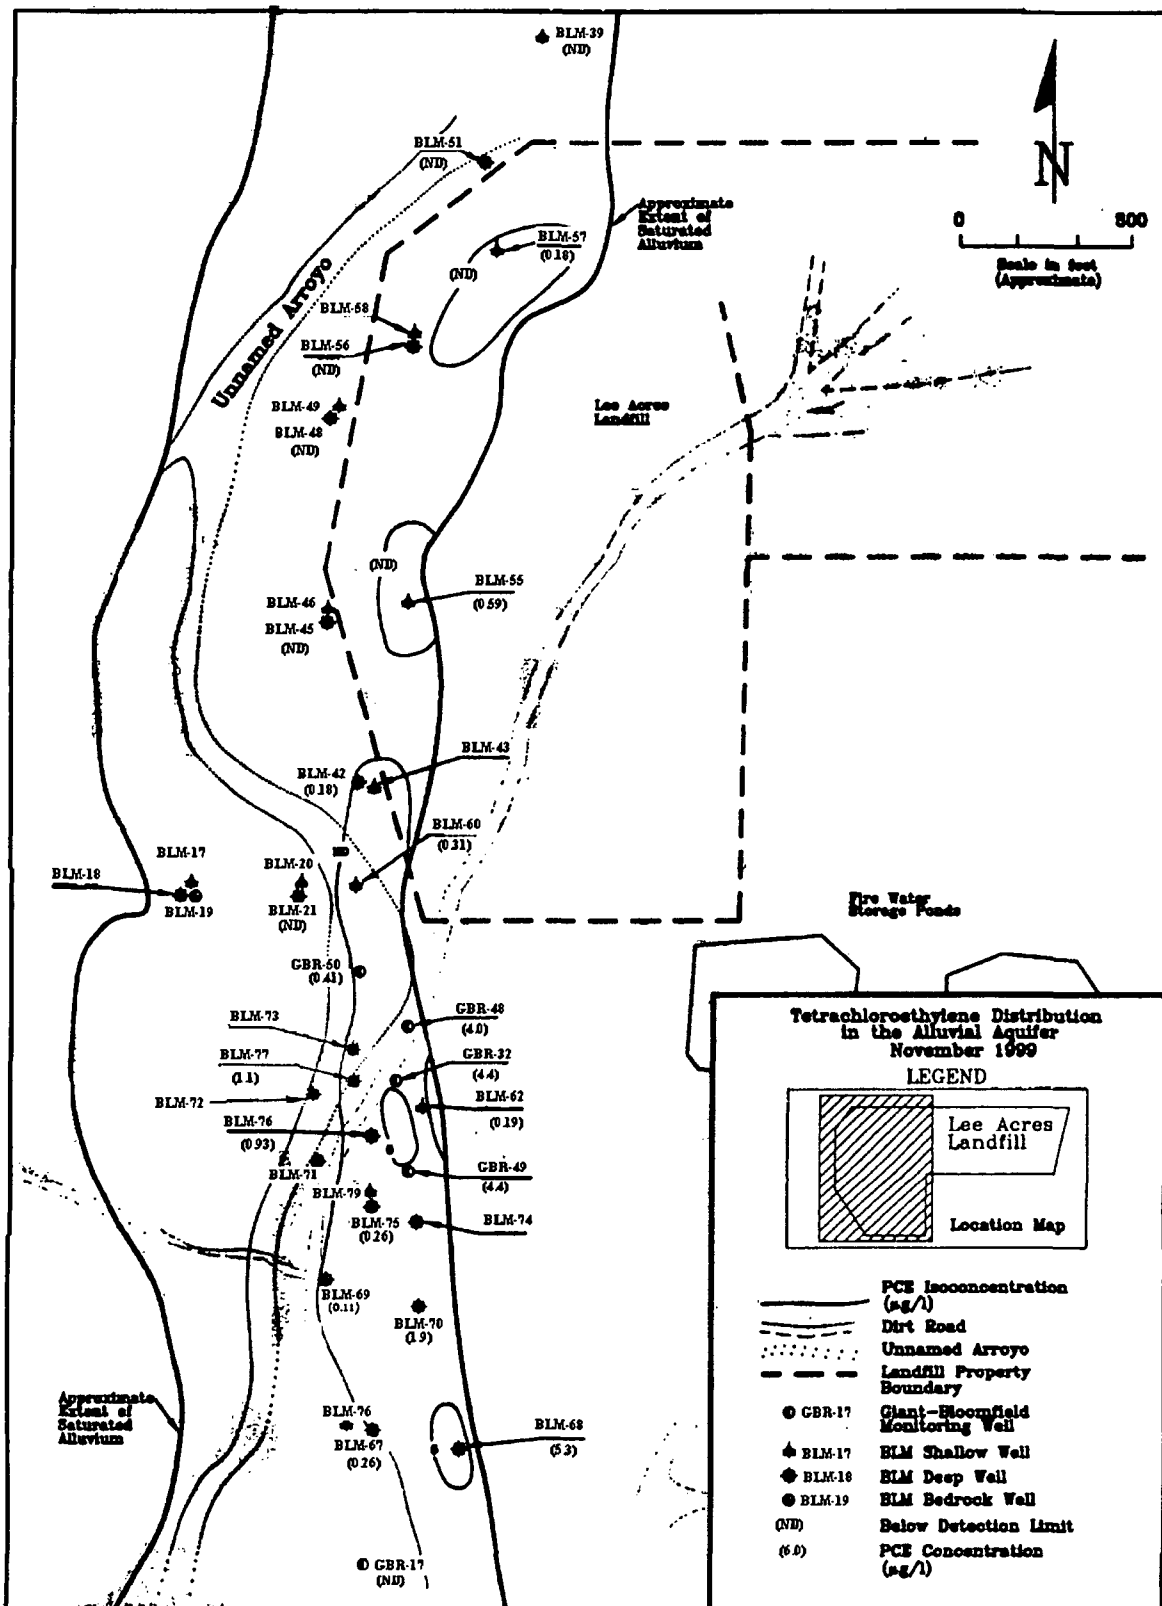 BLM-39
(ND)
BLM-51
(ND)
N
0
800
Scale in feet
(Approximate)
Approximate
Extent of
Saturated
Alluvium
BLM-57
(0.18)
(ND)
Unnamed Arroyo
BLM-58
BLM-56
(ND)
BLM-49
BLM-48
(ND)
Lee Acres
Landfill
(ND)
BLM-55
(0.59)
BLM-46
BLM-45
(ND)
BLM-43
BLM-42
(0.18)
BLM-60
(0.31)
ND
BLM-17
BLM-18
BLM-19
BLM-20
BLM-21
(ND)
Fire Water
Storage Ponds
GBR-50
(0.41)
BLM-73
GBR-48
(4.0)
BLM-77
(1.1)
GBR-32
(4.4)
BLM-72
BLM-62
(0.19)
BLM-76
(0.93)
BLM-71
GBR-49
(4.4)
BLM-79
BLM-75
(0.26)
BLM-74
BLM-69
(0.11)
BLM-70
(1.9)
Approximate
Extent of
Saturated
Alluvium
BLM-76
BLM-67
(0.26)
BLM-68
(5.3)
GBR-17
(ND)
Tetrachloroethylene Distribution
in the Alluvial Aquifer
November 1999
LEGEND
Lee Acres
Landfill
Location Map
PCE Isoconcentration
(µg/l)
Dirt Road
Unnamed Arroyo
Landfill Property
Boundary
GBR-17 Giant-Bloomfield
Monitoring Well
BLM-17 BLM Shallow Well
BLM-18 BLM Deep Well
BLM-19 BLM Bedrock Well
(ND) Below Detection Limit
(6.0) PCE Concentration
(µg/l)